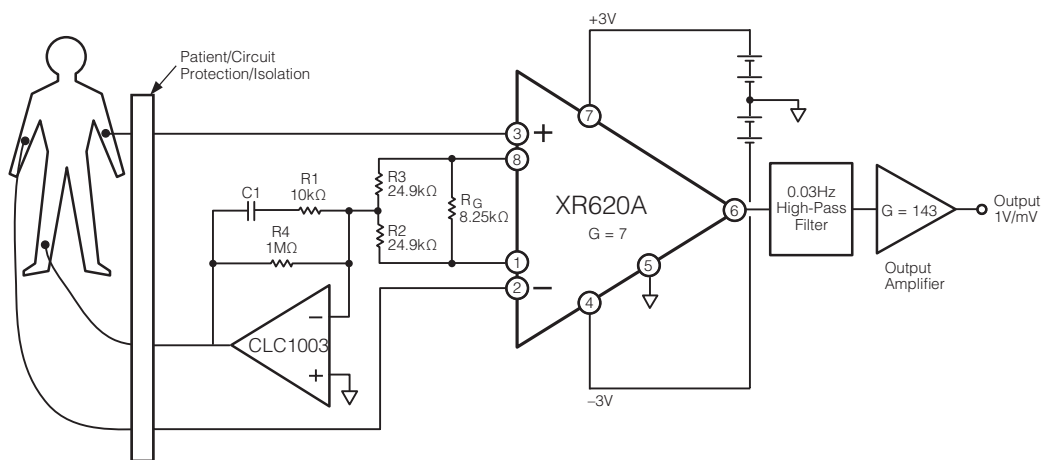 Patient/Circuit
Protection/Isolation
+3V
7
3
+
8
C1
R1
10kΩ
R3
24.9kΩ
RG
8.25kΩ
XR620A
G = 7
6
0.03Hz
High-Pass
Filter
G = 143
Output
1V/mV
R4
1MΩ
R2
24.9kΩ
1
5
2
–
4
Output
Amplifier
–
CLC1003
+
–3V